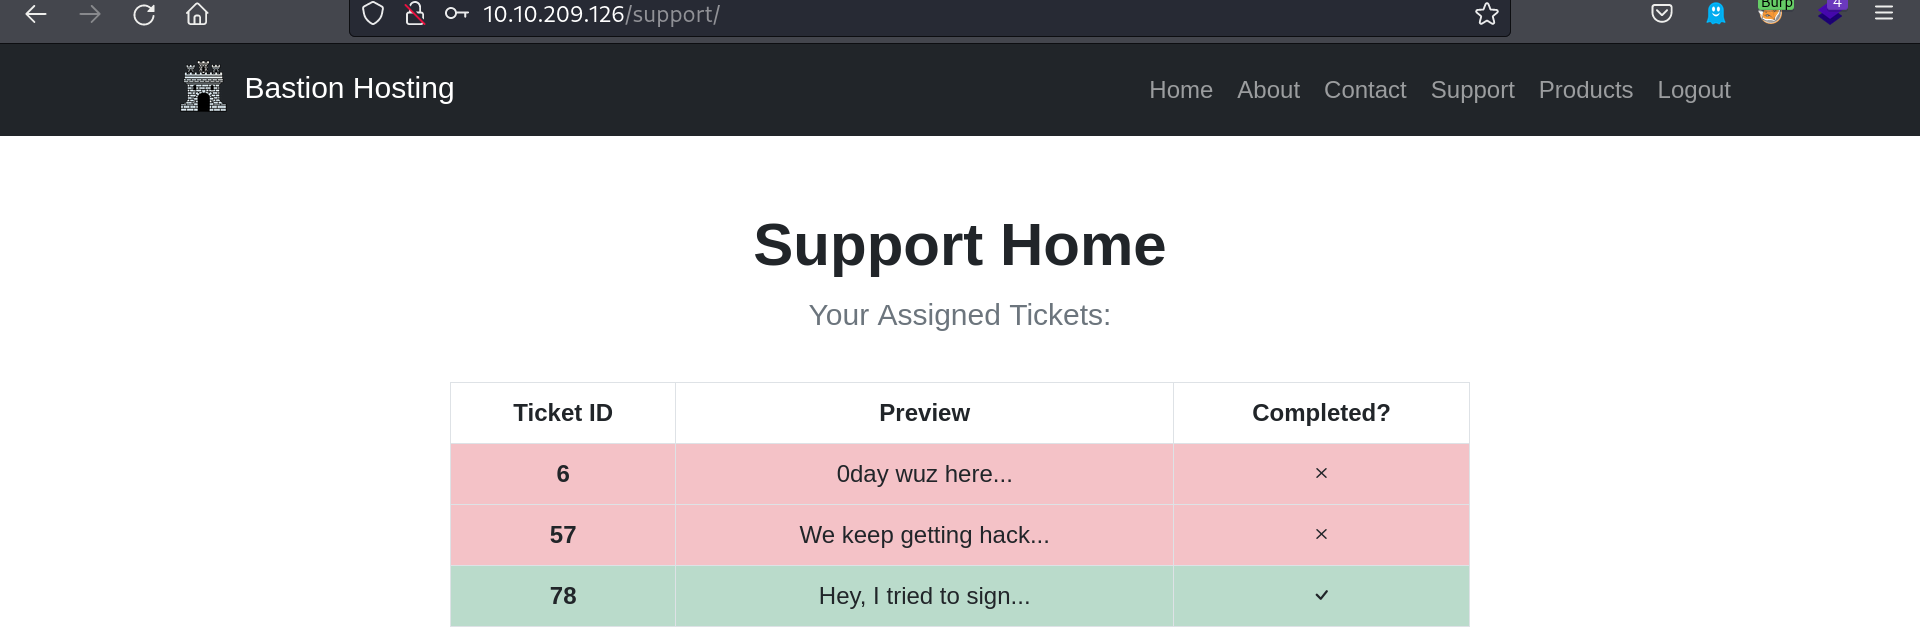 10.10.209.126/support/
Burp
4
Bastion Hosting
Home About Contact Support Products Logout
Support Home
Your Assigned Tickets:
Ticket ID Preview Completed?
6 0day wuz here...
57 We keep getting hack...
78 Hey, I tried to sign...